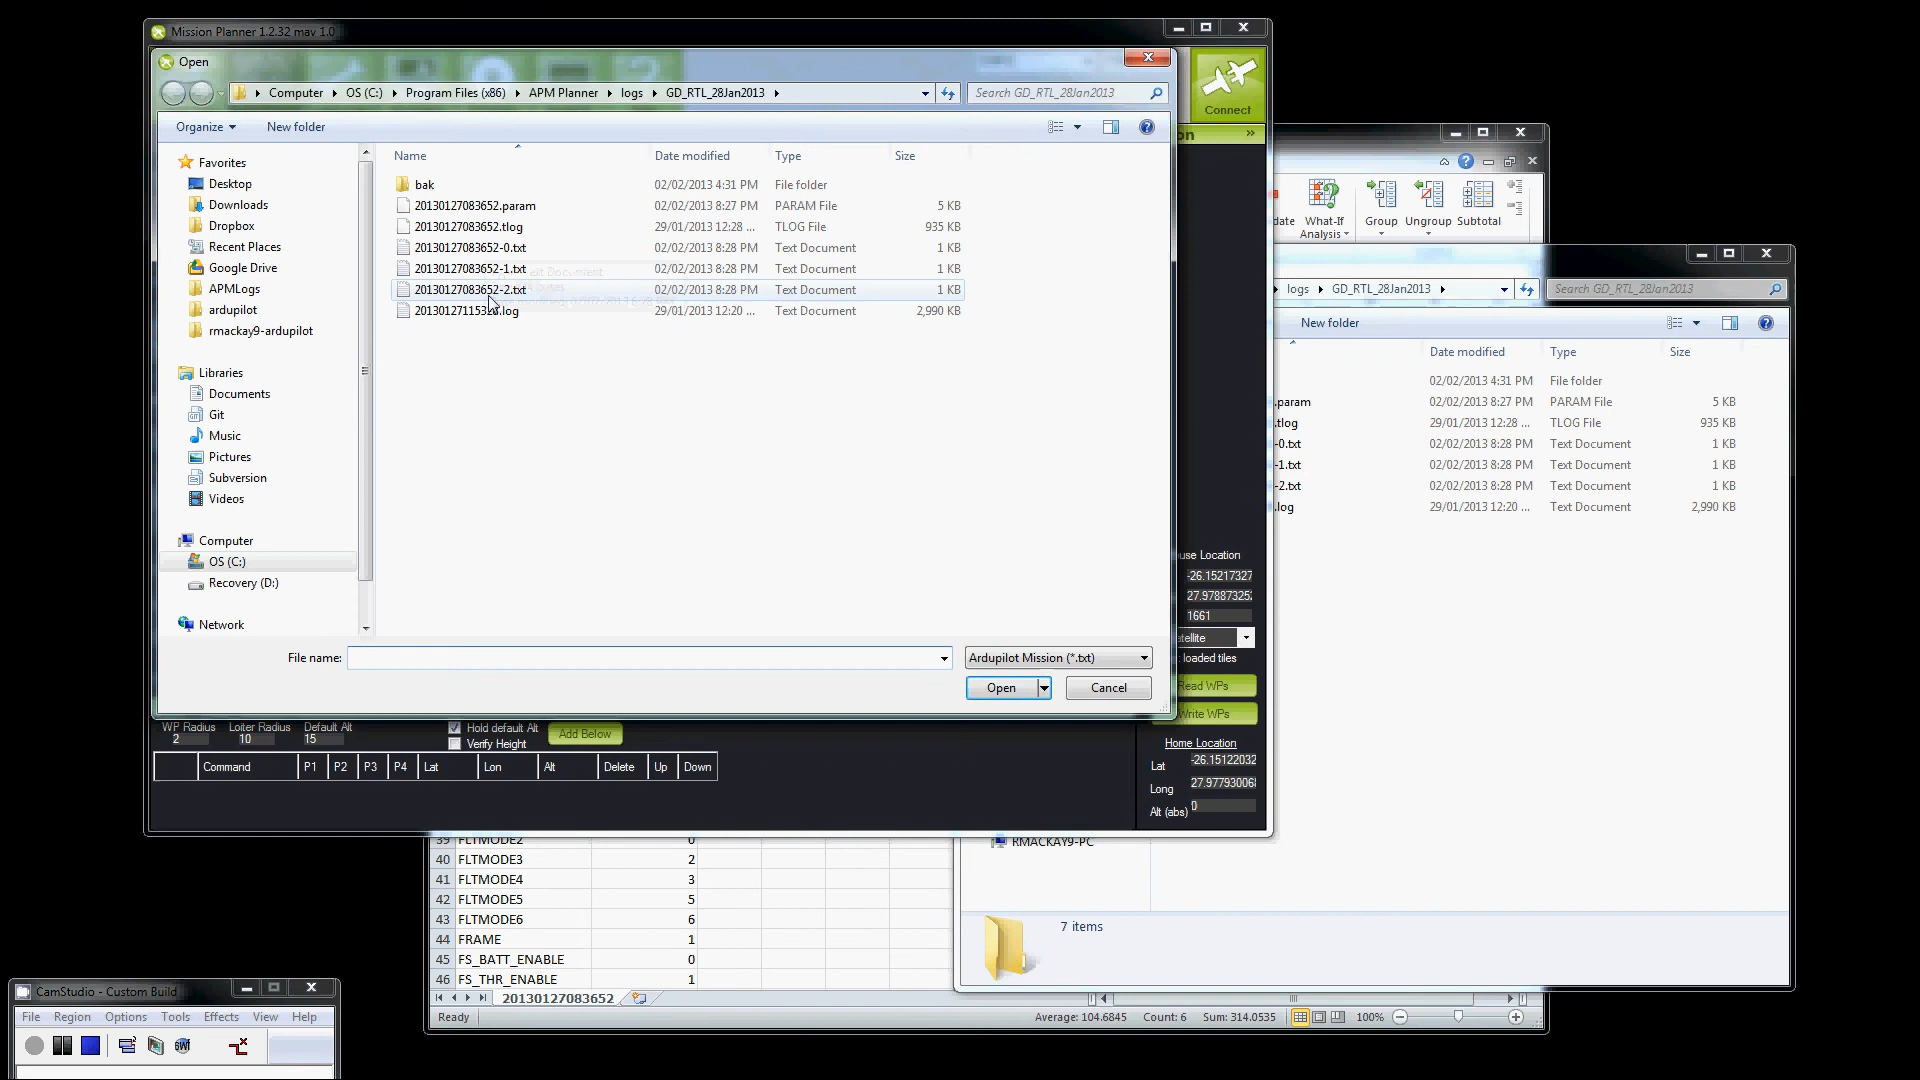 Mission Planner 1.2.32 mav 1.0
Open
Computer OS (C:) Program Files (x86) APM Planner logs GD_RTL_28Jan2013
Search GD_RTL_28Jan2013
Connect
Organize New folder
on »
Name Date modified Type Size
Favorites
Desktop
Downloads
Dropbox
Recent Places
Google Drive
APMLogs
ardupilot
rmackay9-ardupilot
Libraries
Documents
Git
Music
Pictures
Subversion
Videos
Computer
OS (C:)
Recovery (D:)
Network
bak 02/02/2013 4:31 PM File folder
20130127083652.param 02/02/2013 8:27 PM PARAM File 5 KB
20130127083652.tlog 29/01/2013 12:28 ... TLOG File 935 KB
20130127083652-0.txt 02/02/2013 8:28 PM Text Document 1 KB
20130127083652-1.txt 02/02/2013 8:28 PM Text Document 1 KB
20130127083652-2.txt 02/02/2013 8:28 PM Text Document 1 KB
29/01/2013 12:20 ... Text Document 2,990 KB
File name: Ardupilot Mission (*.txt)
Open Cancel
use Location
-26.15217327
27.97887325
1661
atellite
loaded tiles
Read WPs
Write WPs
Home Location
Lat -26.15122032
Long 27.97793006
Alt (abs) 0
WP Radius Loiter Radius Default Alt
2 10 15
Hold default Alt
Verify Height
Add Below
Command P1 P2 P3 P4 Lat Lon Alt Delete Up Down
date What-If Analysis Group Ungroup Subtotal
logs GD_RTL_28Jan2013
Search GD_RTL_28Jan2013
New folder
Date modified Type Size
02/02/2013 4:31 PM File folder
.param 02/02/2013 8:27 PM PARAM File 5 KB
.tlog 29/01/2013 12:28 ... TLOG File 935 KB
-0.txt 02/02/2013 8:28 PM Text Document 1 KB
-1.txt 02/02/2013 8:28 PM Text Document 1 KB
-2.txt 02/02/2013 8:28 PM Text Document 1 KB
.log 29/01/2013 12:20 ... Text Document 2,990 KB
RMACKAY9-PC
7 items
39 FLTMODE2 0
40 FLTMODE3 2
41 FLTMODE4 3
42 FLTMODE5 5
43 FLTMODE6 6
44 FRAME 1
45 FS_BATT_ENABLE 0
46 FS_THR_ENABLE 1
20130127083652
Ready Average: 104.6845 Count: 6 Sum: 314.0535 100%
CamStudio - Custom Build
File Region Options Tools Effects View Help